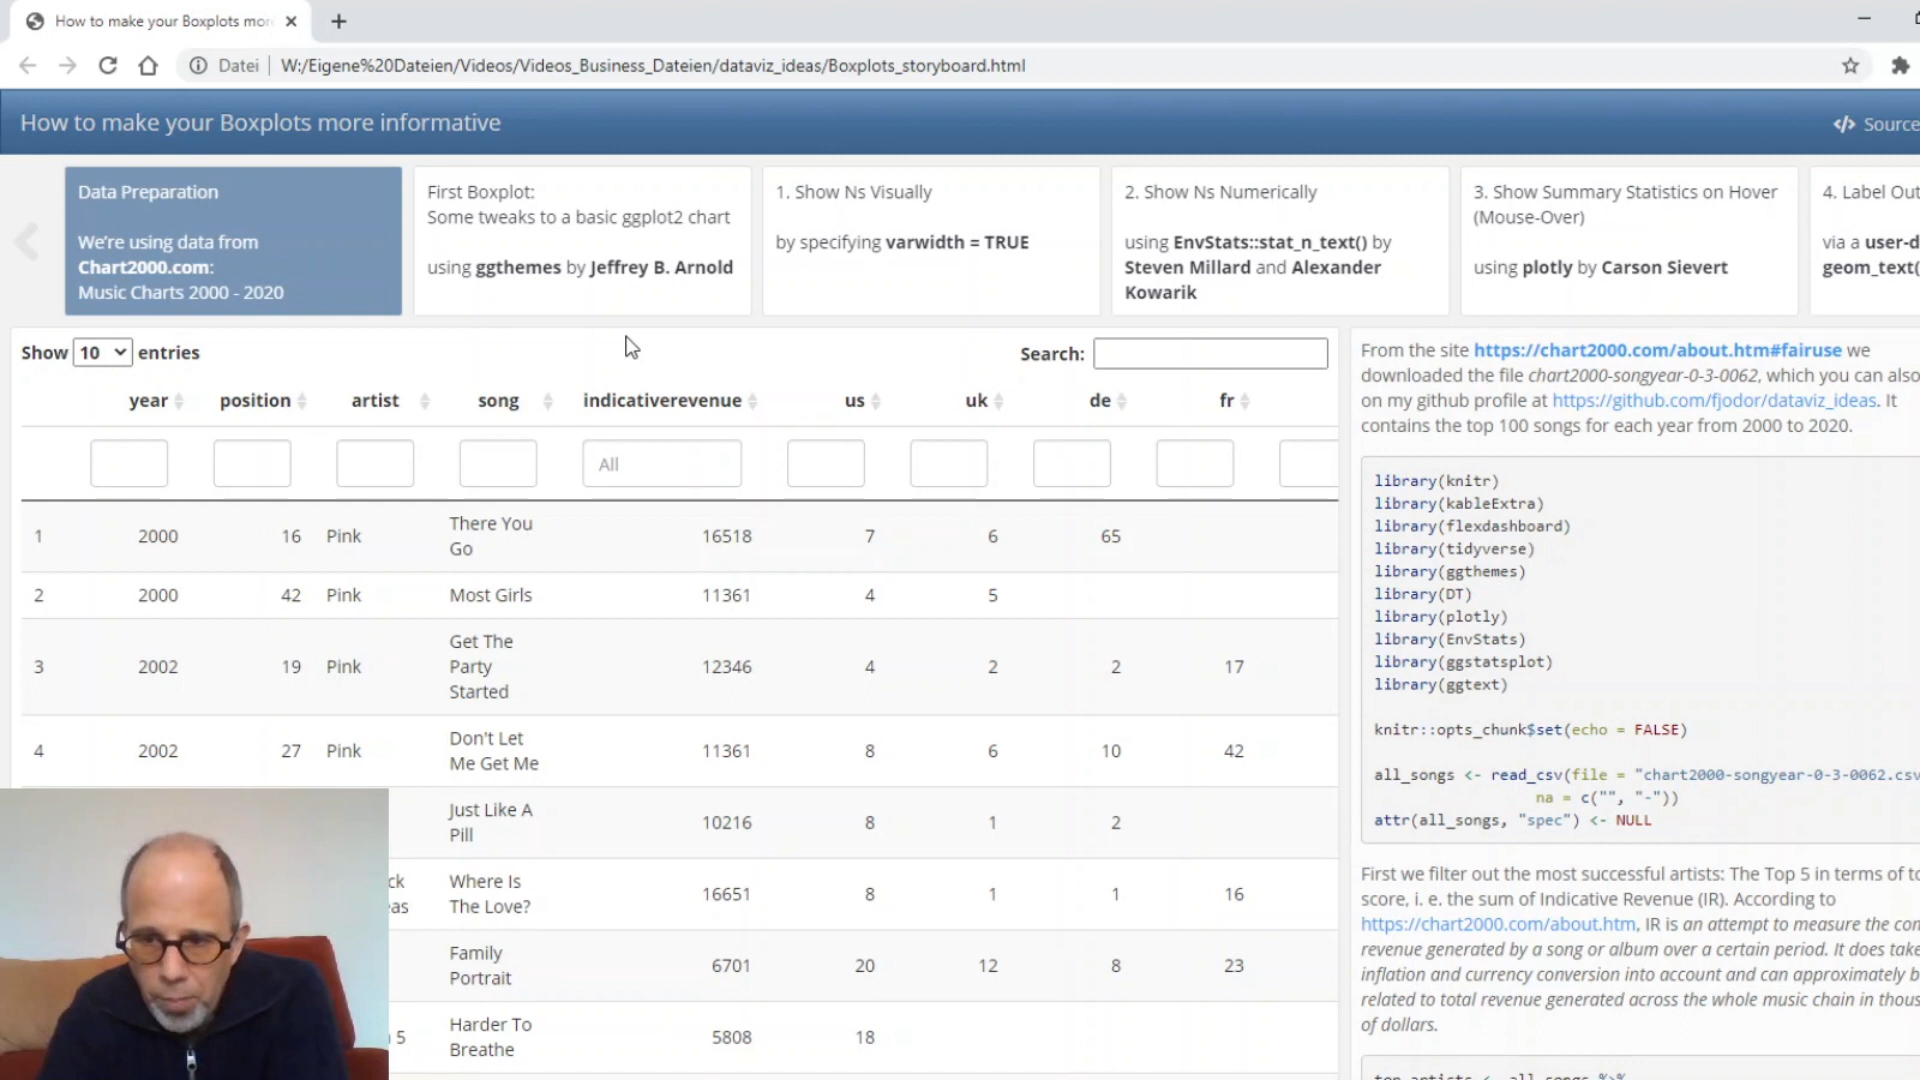 How to make your Boxplots mor
Datei
W:/Eigene%20Dateien/Videos/Videos_Business_Dateien/dataviz_ideas/Boxplots_storyboard.html
How to make your Boxplots more informative
</> Source
Data Preparation
We're using data from
Chart2000.com:
Music Charts 2000 - 2020
First Boxplot:
Some tweaks to a basic ggplot2 chart
using ggthemes by Jeffrey B. Arnold
1. Show Ns Visually
by specifying varwidth = TRUE
2. Show Ns Numerically
using EnvStats::stat_n_text() by
Steven Millard and Alexander
Kowarik
3. Show Summary Statistics on Hover
(Mouse-Over)
using plotly by Carson Sievert
4. Label Out
via a user-d
geom_text(
Show 10 entries
Search:
year position artist song indicativerevenue us uk de fr
All
1 2000 16 Pink There You
Go 16518 7 6 65
2 2000 42 Pink Most Girls 11361 4 5
3 2002 19 Pink Get The
Party
Started 12346 4 2 2 17
4 2002 27 Pink Don't Let
Me Get Me 11361 8 6 10 42
Just Like A
Pill 10216 8 1 2
ck
as Where Is
The Love? 16651 8 1 1 16
Family
Portrait 6701 20 12 8 23
5 Harder To
Breathe 5808 18
From the site https://chart2000.com/about.htm#fairuse we
downloaded the file chart2000-songyear-0-3-0062, which you can also
on my github profile at https://github.com/fjodor/dataviz_ideas. It
contains the top 100 songs for each year from 2000 to 2020.
library(knitr)
library(kableExtra)
library(flexdashboard)
library(tidyverse)
library(ggthemes)
library(DT)
library(plotly)
library(EnvStats)
library(ggstatsplot)
library(ggtext)
knitr::opts_chunk$set(echo = FALSE)
all_songs <- read_csv(file = "chart2000-songyear-0-3-0062.csv
na = c("", "-"))
attr(all_songs, "spec") <- NULL
First we filter out the most successful artists: The Top 5 in terms of to
score, i. e. the sum of Indicative Revenue (IR). According to
https://chart2000.com/about.htm, IR is an attempt to measure the con
revenue generated by a song or album over a certain period. It does take
inflation and currency conversion into account and can approximately b
related to total revenue generated across the whole music chain in thous
of dollars.
top_artists <- all_songs %>%